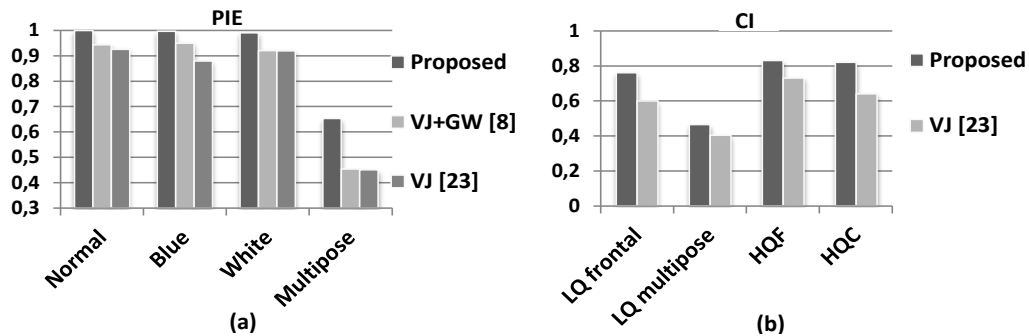 PIE
1
0,9
0,8
0,7
0,6
0,5
0,4
0,3
Normal
Blue
White
Multipose
Proposed
VJ+GW [8]
VJ [23]
(a)
CI
1
0,8
0,6
0,4
0,2
0
LQ frontal
LQ multipose
HQF
HQC
Proposed
VJ [23]
(b)